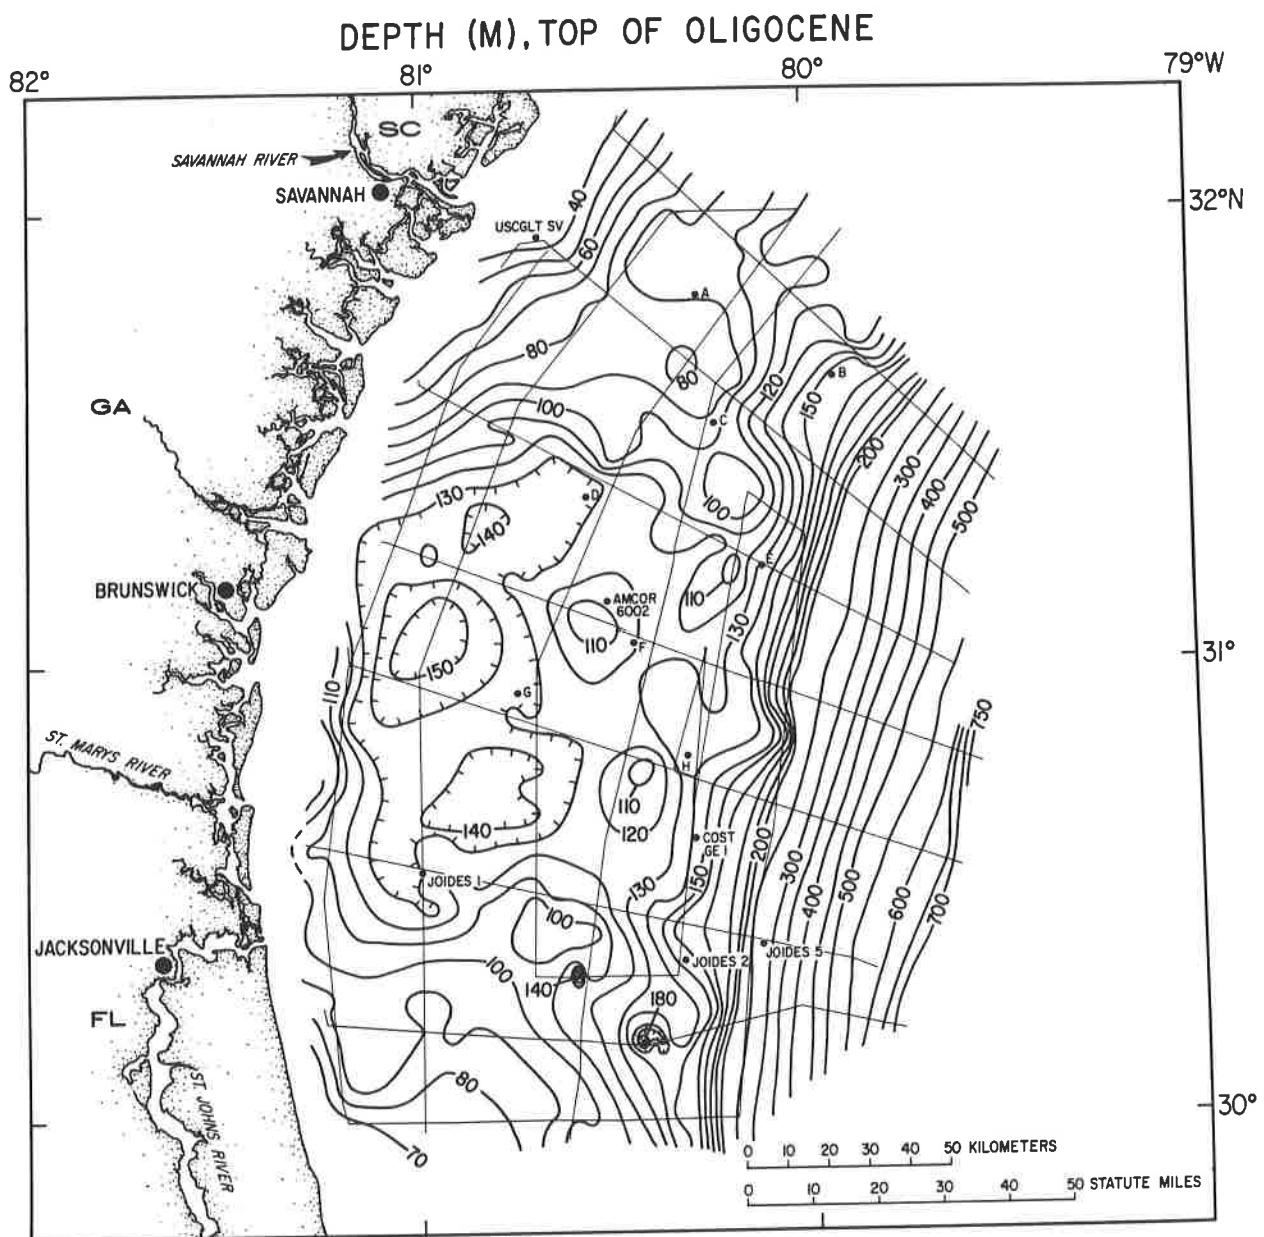 DEPTH (M), TOP OF OLIGOCENE
82°
81°
80°
79°W
SC
SAVANNAH RIVER
SAVANNAH
32°N
USCGLT SV
40
60
A
80
80
B
120
150
GA
100
C
200
300
400
500
130
D
140
100
E
BRUNSWICK
AMCOR
6002
110
110
F
130
31°
150
G
110
750
ST. MARYS RIVER
H
110
120
140
COST
GE 1
200
150
130
300
400
500
600
700
JOIDES 1
100
JACKSONVILLE
JOIDES 2
JOIDES 5
100
140
180
FL
80
ST. JOHNS RIVER
70
30°
0 10 20 30 40 50 KILOMETERS
0 10 20 30 40 50 STATUTE MILES